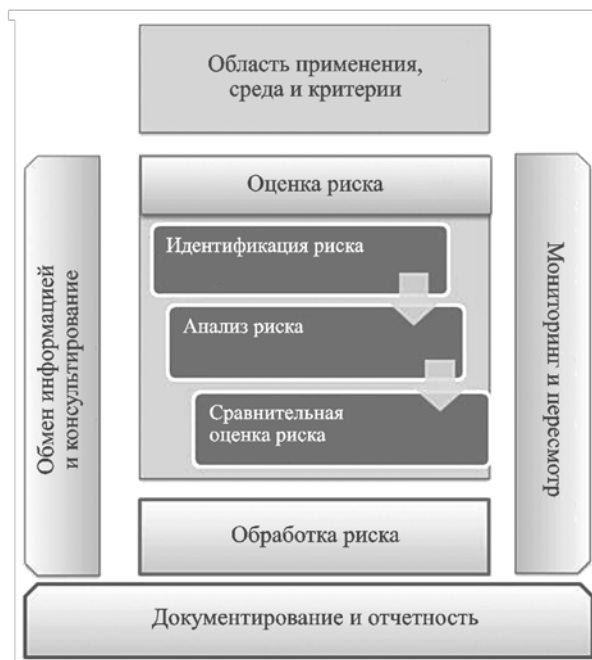 Область применения,
среда и критерии
Обмен информацией
и консультирование
Оценка риска
Идентификация риска
Анализ риска
Сравнительная
оценка риска
Мониторинг и пересмотр
Обработка риска
Документирование и отчетность